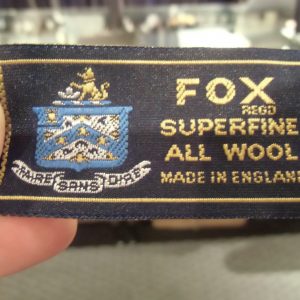 FOX
REGD
SUPERFINE
ALL WOOL
MADE IN ENGLAND
FAIRE SANS DIRE